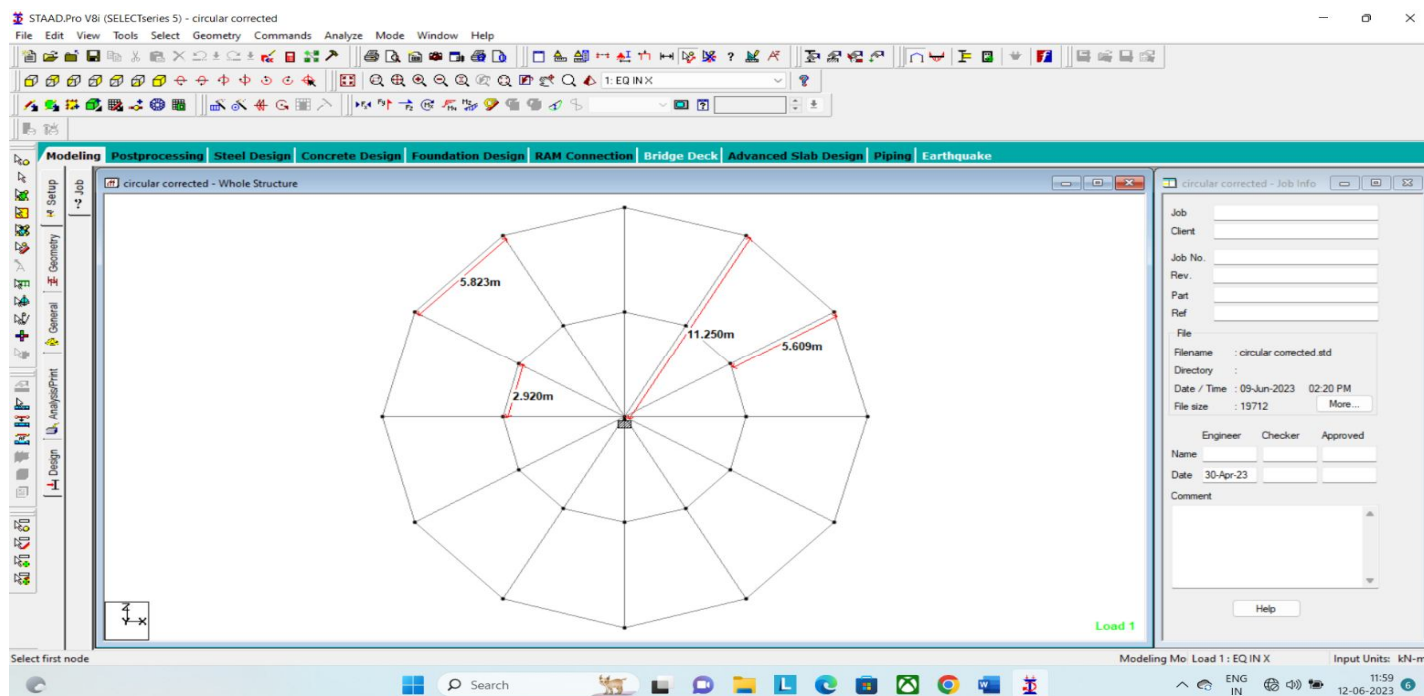 STAAD.Pro V8i (SELECTseries 5) - circular corrected
File Edit View Tools Select Geometry Commands Analyze Mode Window Help
1: EQ IN X
Modeling Postprocessing Steel Design Concrete Design Foundation Design RAM Connection Bridge Deck Advanced Slab Design Piping Earthquake
Setup
Geometry
General
Analysis/Print
Design
Job
circular corrected - Whole Structure
5.823m
11.250m
5.609m
2.920m
Load 1
circular corrected - Job Info
Job
Client
Job No.
Rev.
Part
Ref
File
Filename : circular corrected.std
Directory :
Date / Time : 09-Jun-2023 02:20 PM
File size : 19712 More...
Engineer Checker Approved
Name
Date 30-Apr-23
Comment
Help
Select first node
Modeling Mo Load 1 : EQ IN X Input Units: kN-m
Search
ENG
IN
11:59
12-06-2023
6